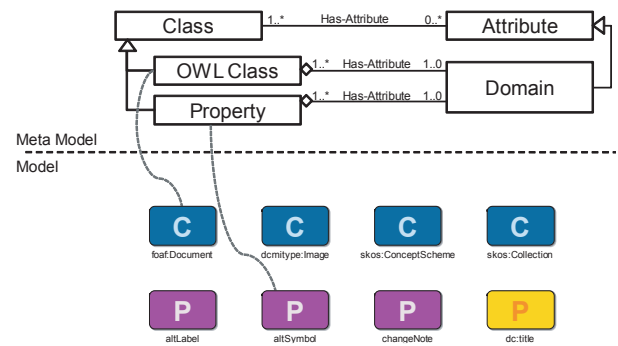 Class 1..* Has-Attribute 0..* Attribute
OWL Class 1..* Has-Attribute 1..0
Domain
Property 1..* Has-Attribute 1..0
Meta Model
Model
C C C C
foaf:Document dcmitype:Image skos:ConceptScheme skos:Collection
P P P P
altLabel altSymbol changeNote dc:title